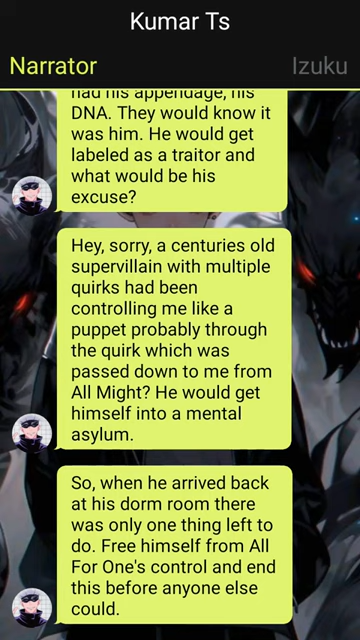 Kumar Ts
Narrator
Izuku
had his appendage, his
DNA. They would know it
was him. He would get
labeled as a traitor and
what would be his
excuse?
Hey, sorry, a centuries old
supervillain with multiple
quirks had been
controlling me like a
puppet probably through
the quirk which was
passed down to me from
All Might? He would get
himself into a mental
asylum.
So, when he arrived back
at his dorm room there
was only one thing left to
do. Free himself from All
For One's control and end
this before anyone else
could.